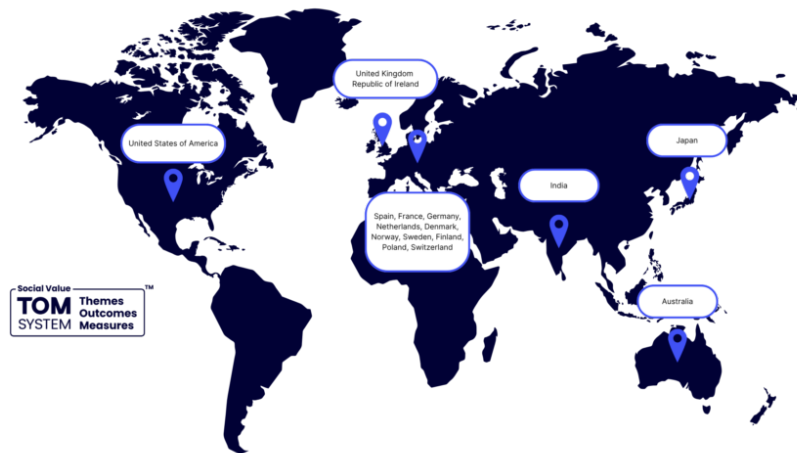 United Kingdom
Republic of Ireland
United States of America
Japan
India
Spain, France, Germany,
Netherlands, Denmark,
Norway, Sweden, Finland,
Poland, Switzerland
Australia
Social Value
TM
TOM
SYSTEM
Themes
Outcomes
Measures